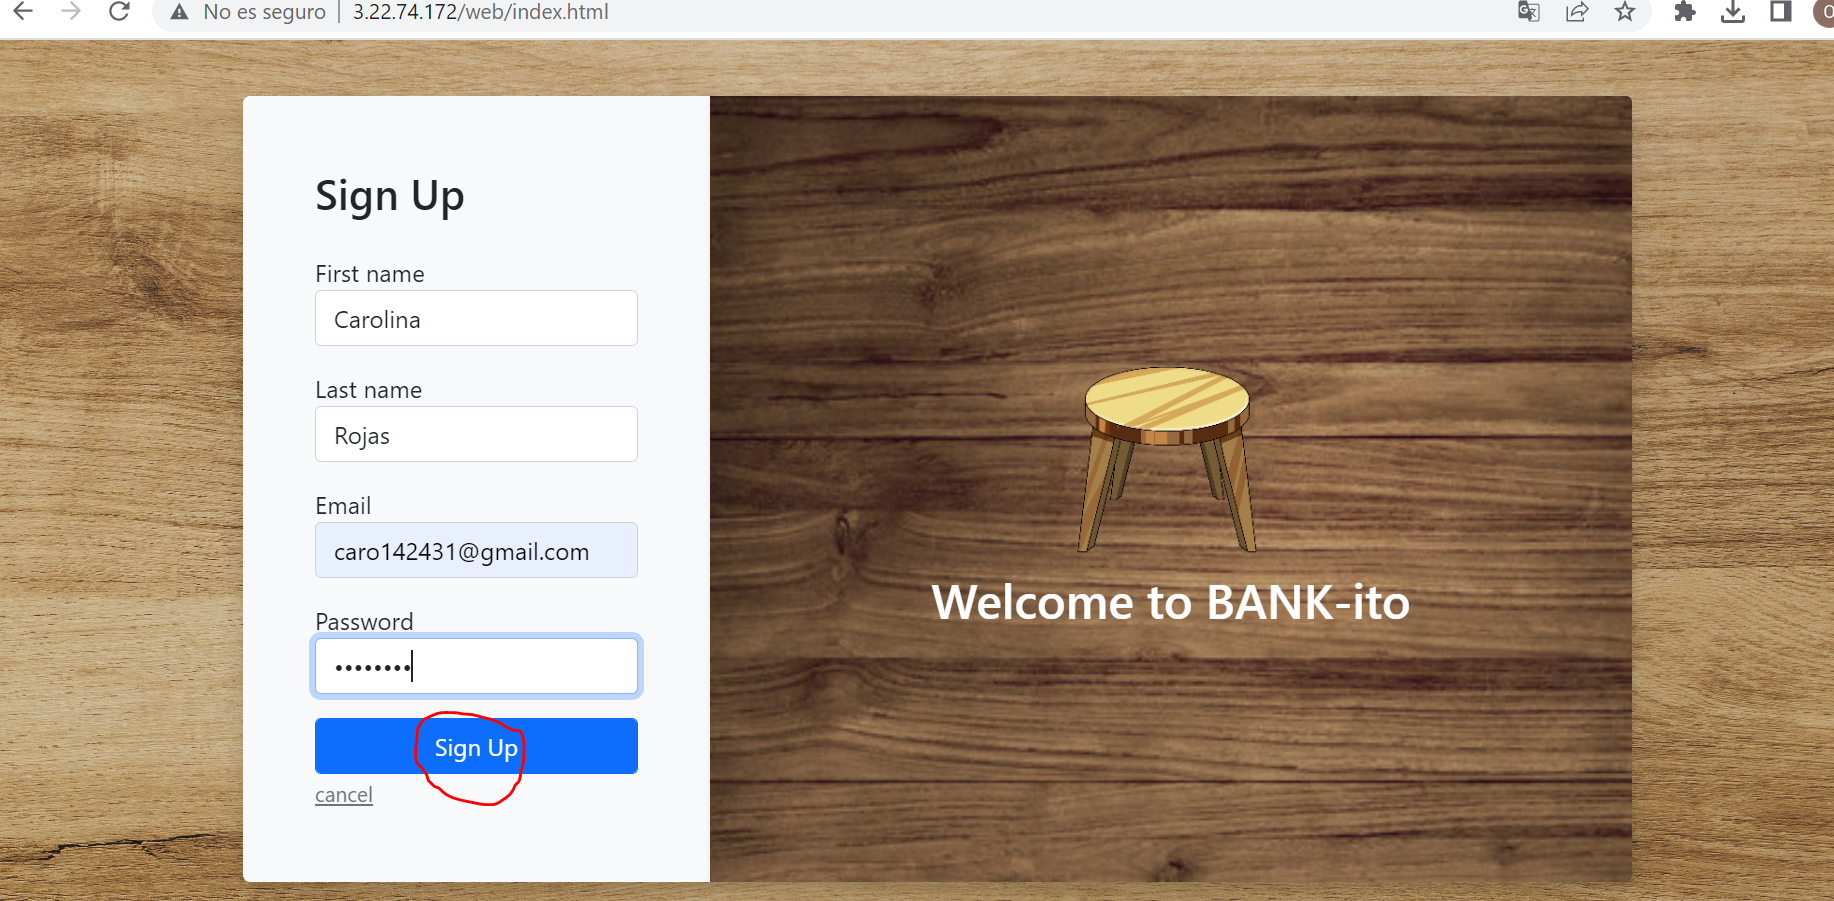 No es seguro | 3.22.74.172/web/index.html
Sign Up
First name
Carolina
Last name
Rojas
Email
caro142431@gmail.com
Password
••••••••
Sign Up
cancel
Welcome to BANK-ito